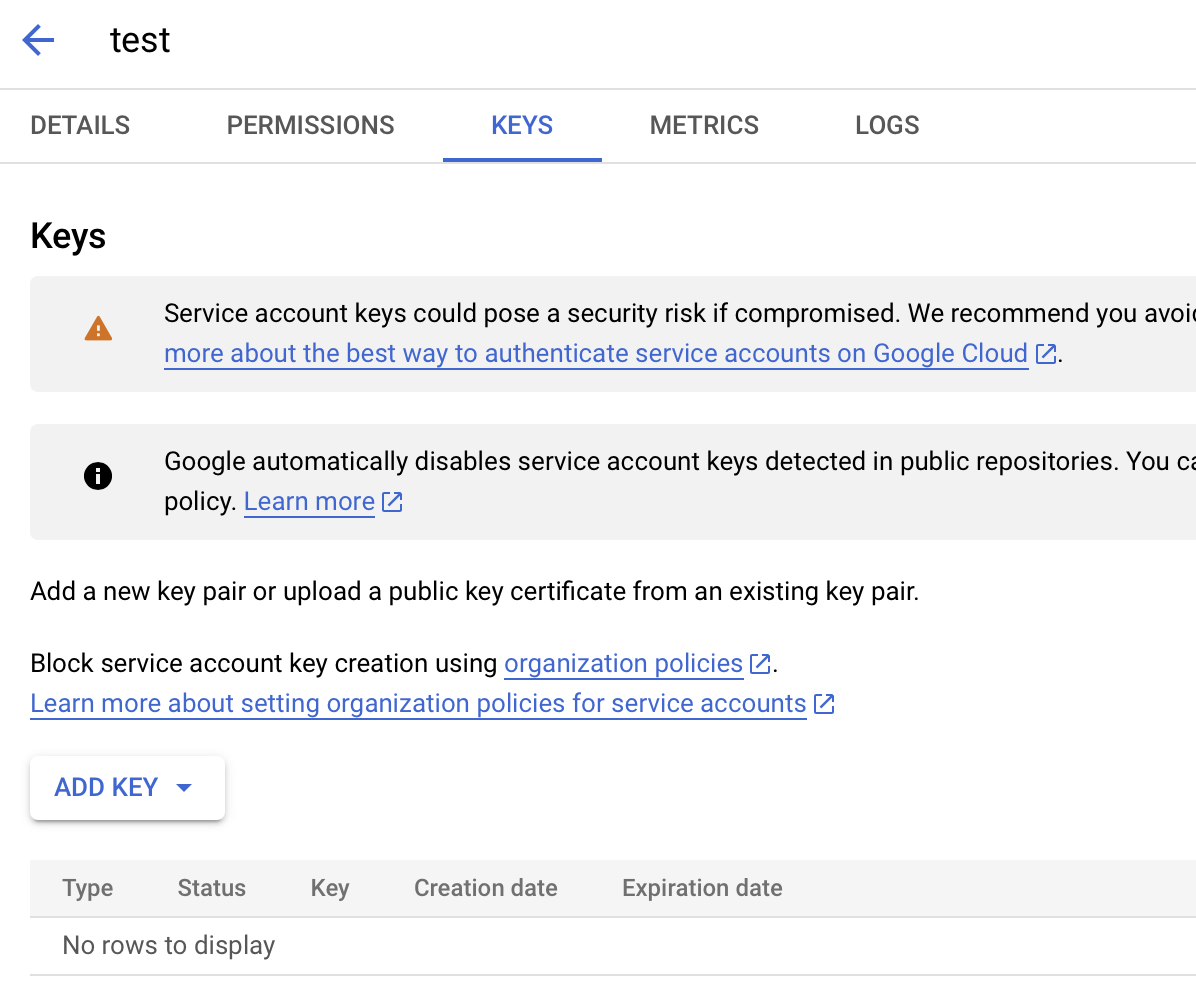 test
DETAILS PERMISSIONS KEYS METRICS LOGS
Keys
Service account keys could pose a security risk if compromised. We recommend you
more about the best way to authenticate service accounts on Google Cloud.
Google automatically disables service account keys detected in public repositories. You
policy. Learn more
Add a new key pair or upload a public key certificate from an existing key pair.
Block service account key creation using organization policies.
Learn more about setting organization policies for service accounts
ADD KEY
Type Status Key Creation date Expiration date
No rows to display